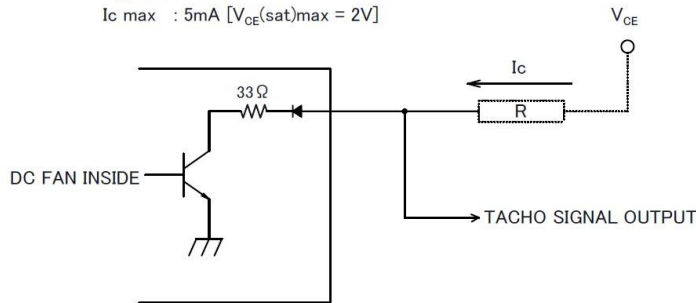 Ic max : 5mA [VCE(sat)max = 2V]
VCE
Ic
33Ω
R
DC FAN INSIDE
TACHO SIGNAL OUTPUT